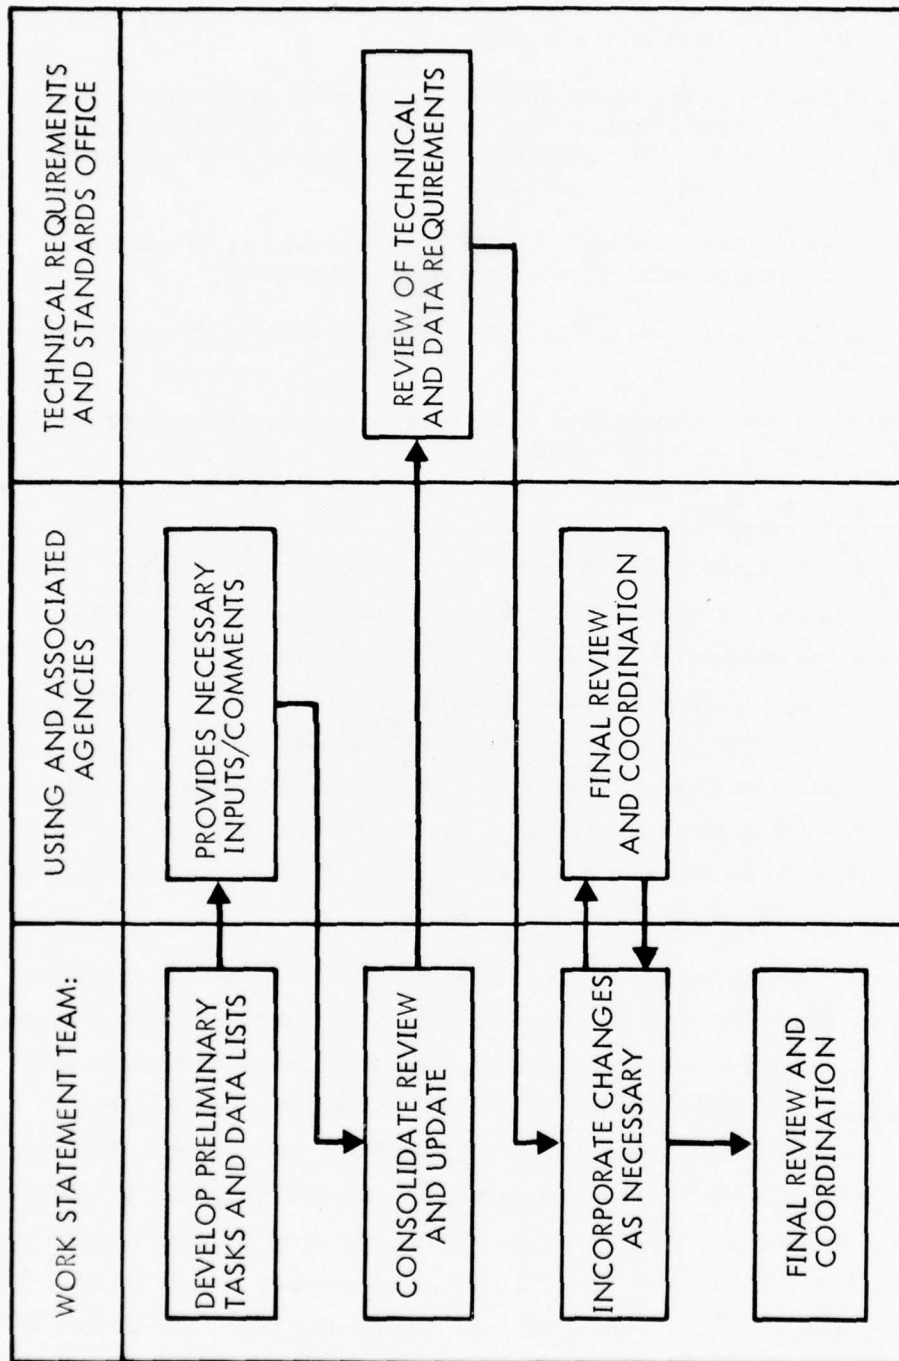 WORK STATEMENT TEAM:
USING AND ASSOCIATED
AGENCIES
TECHNICAL REQUIREMENTS
AND STANDARDS OFFICE
DEVELOP PRELIMINARY
TASKS AND DATA LISTS
PROVIDES NECESSARY
INPUTS/COMMENTS
CONSOLIDATE REVIEW
AND UPDATE
REVIEW OF TECHNICAL
AND DATA REQUIREMENTS
INCORPORATE CHANGES
AS NECESSARY
FINAL REVIEW
AND COORDINATION
FINAL REVIEW AND
COORDINATION